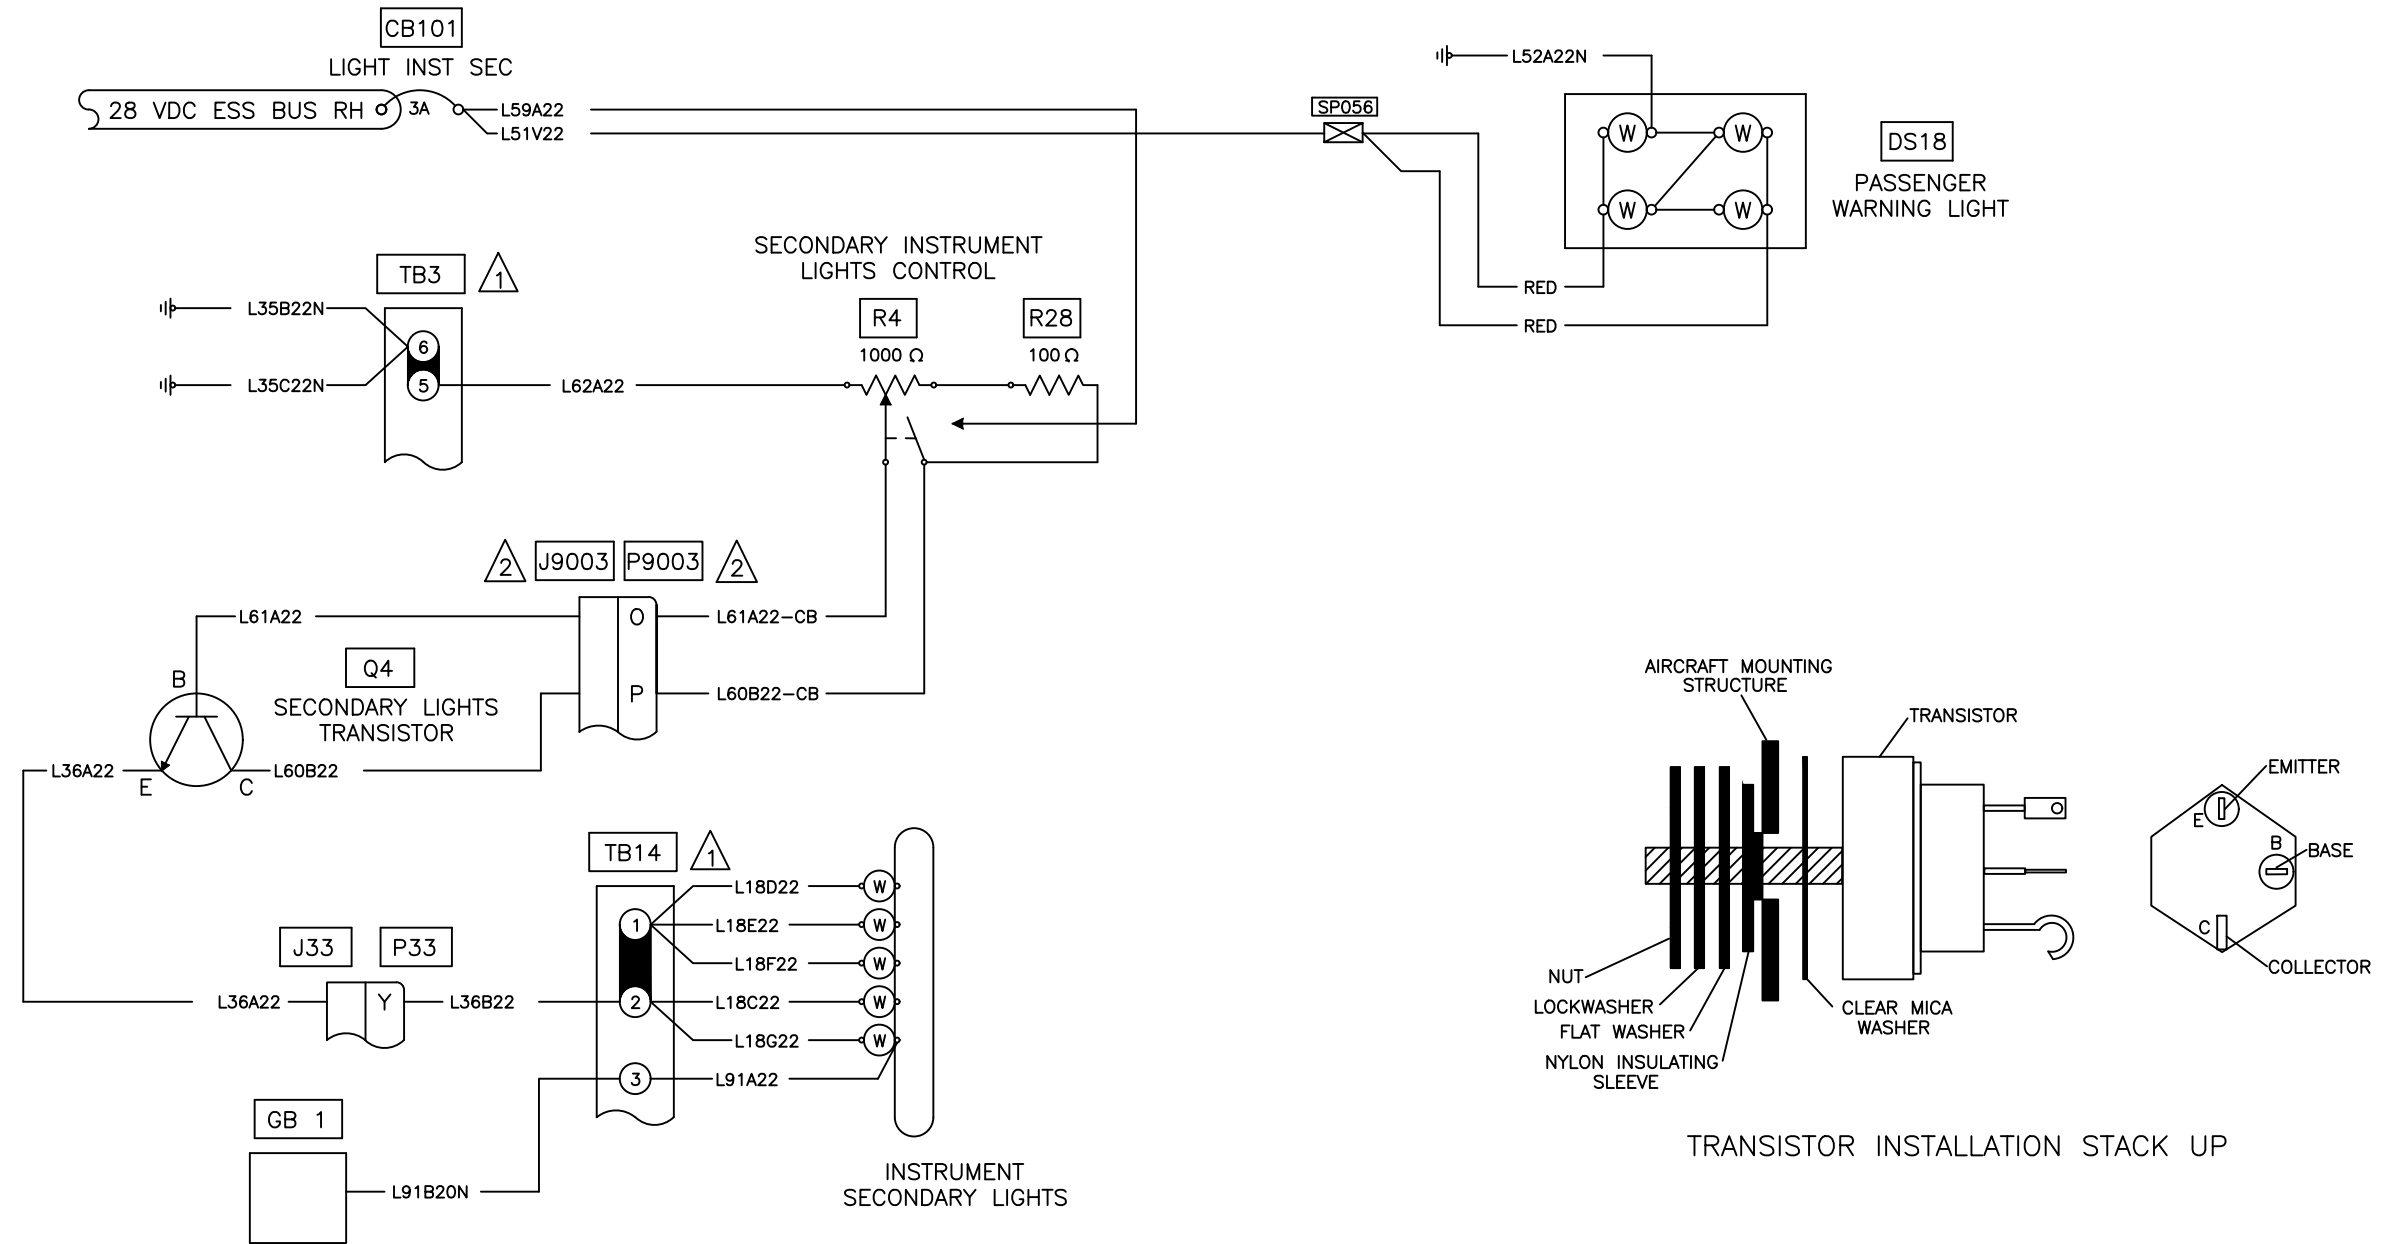 CB101
LIGHT INST SEC
28 VDC ESS BUS RH
3A
L59A22
L51V22
SP056
L52A22N
W
W
W
W
DS18
PASSENGER
WARNING LIGHT
RED
RED
TB3
1
L35B22N
L35C22N
6
5
L62A22
SECONDARY INSTRUMENT
LIGHTS CONTROL
R4
1000 Ω
R28
100 Ω
2
J9003
P9003
2
L61A22
O
L61A22-CB
P
L60B22-CB
B
Q4
SECONDARY LIGHTS
TRANSISTOR
L36A22
E
C
L60B22
TB14
1
L18D22
W
1
L18E22
W
L18F22
W
J33
P33
L36A22
Y
L36B22
2
L18C22
W
L18G22
W
3
L91A22
GB 1
L91B20N
INSTRUMENT
SECONDARY LIGHTS
AIRCRAFT MOUNTING
STRUCTURE
TRANSISTOR
NUT
LOCKWASHER
FLAT WASHER
NYLON INSULATING
SLEEVE
CLEAR MICA
WASHER
EMITTER
E
B
BASE
C
COLLECTOR
TRANSISTOR INSTALLATION STACK UP